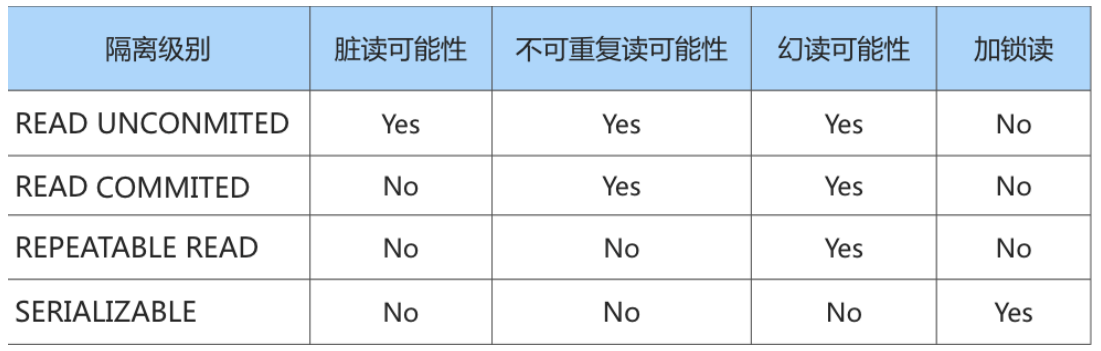 隔离级别 脏读可能性 不可重复读可能性 幻读可能性 加锁读
READ UNCONMITED Yes Yes Yes No
READ COMMITED No Yes Yes No
REPEATABLE READ No No Yes No
SERIALIZABLE No No No Yes